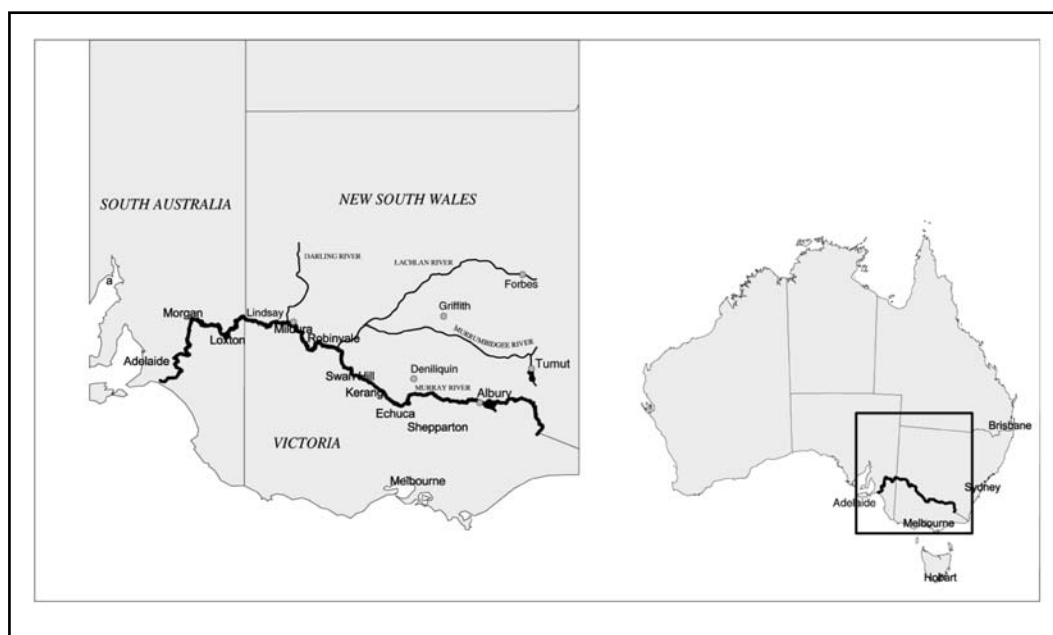 SOUTH AUSTRALIA
NEW SOUTH WALES
DARLING RIVER
LACHLAN RIVER
a
Forbes
Morgan
Lindsay
Griffith
Mildura
Loxton
Robinvale
MURRUMBIDGEE RIVER
Adelaide
Tumut
Swan Hill
Deniliquin
MURRAY RIVER
Kerang
Albury
Echuca
Shepparton
VICTORIA
Melbourne
Brisbane
Sydney
Adelaide
Melbourne
Hobart